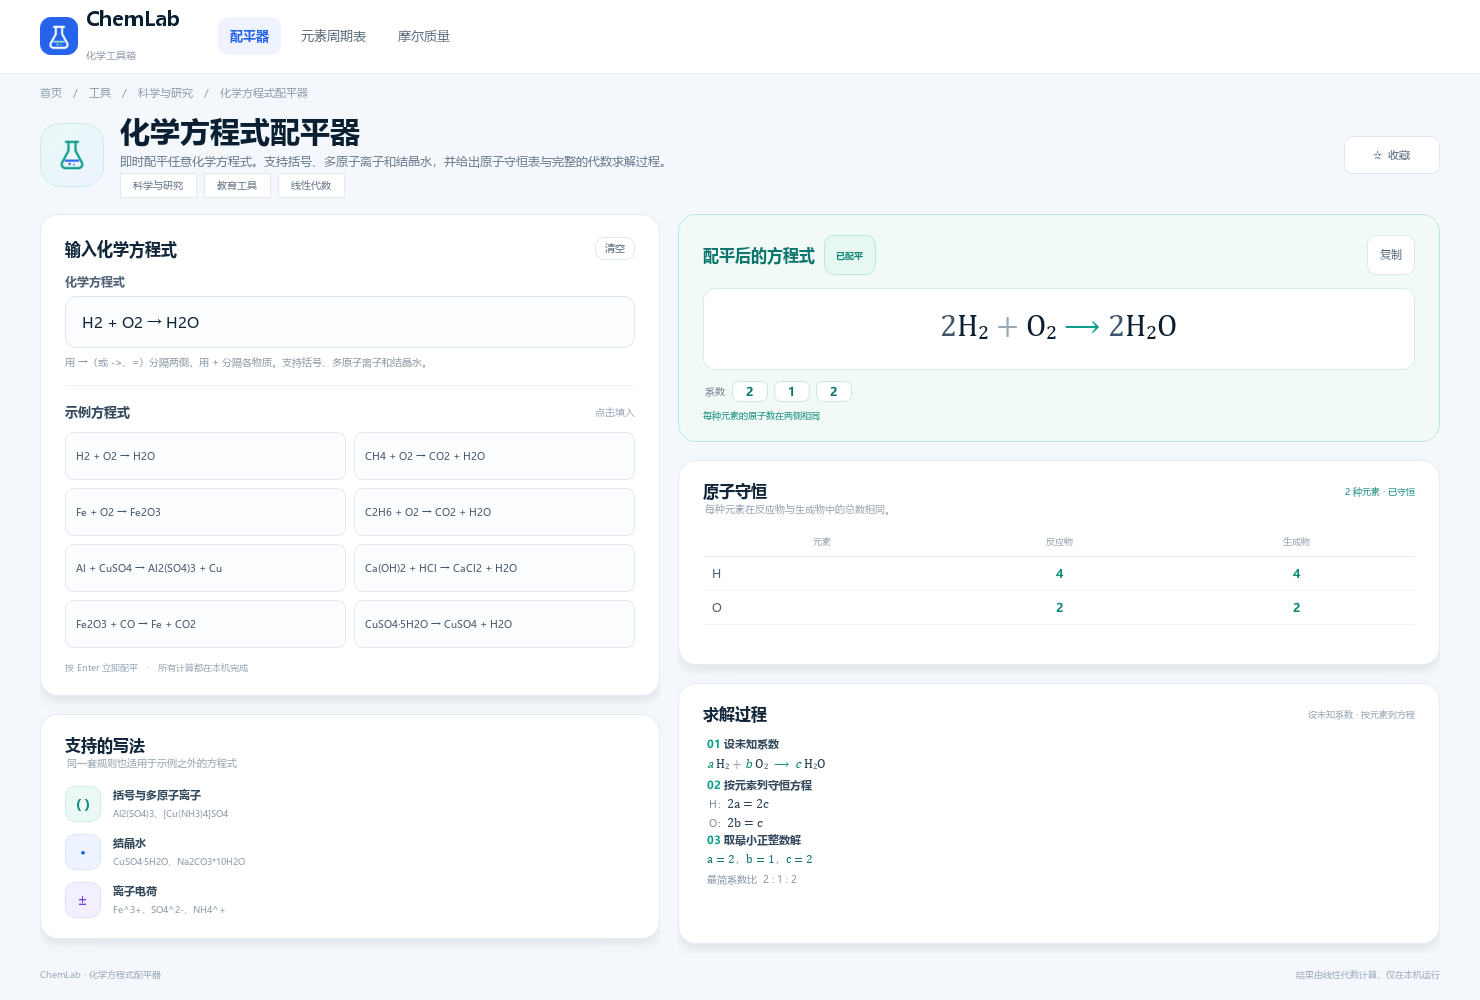 ChemLab
化学工具箱
配平器
元素周期表
摩尔质量
首页 / 工具 / 科学与研究 / 化学方程式配平器
化学方程式配平器
即时配平任意化学方程式。支持括号、多原子离子和结晶水，并给出原子守恒表与完整的代数求解过程。
科学与研究
教育工具
线性代数
☆ 收藏
输入化学方程式
清空
化学方程式
H2 + O2 → H2O
用 →（或 ->、=）分隔两侧，用 + 分隔各物质。支持括号、多原子离子和结晶水。
示例方程式
点击填入
H2 + O2 → H2O
CH4 + O2 → CO2 + H2O
Fe + O2 → Fe2O3
C2H6 + O2 → CO2 + H2O
Al + CuSO4 → Al2(SO4)3 + Cu
Ca(OH)2 + HCl → CaCl2 + H2O
Fe2O3 + CO → Fe + CO2
CuSO4·5H2O → CuSO4 + H2O
按 Enter 立即配平 · 所有计算都在本机完成
支持的写法
同一套规则也适用于示例之外的方程式
( )
括号与多原子离子
Al2(SO4)3、[Cu(NH3)4]SO4
•
结晶水
CuSO4·5H2O、Na2CO3*10H2O
±
离子电荷
Fe^3+、SO4^2-、NH4^+
配平后的方程式
已配平
复制
2H₂ + O₂ ⟶ 2H₂O
系数 2 1 2
每种元素的原子数在两侧相同
原子守恒
2 种元素 · 已守恒
每种元素在反应物与生成物中的总数相同。
元素 反应物 生成物
H 4 4
O 2 2
求解过程
设未知系数 · 按元素列方程
01 设未知系数
a H₂ + b O₂ ⟶ c H₂O
02 按元素列守恒方程
H: 2a = 2c
O: 2b = c
03 取最小正整数解
a = 2, b = 1, c = 2
最简系数比 2 : 1 : 2
ChemLab · 化学方程式配平器
结果由线性代数计算，仅在本机运行